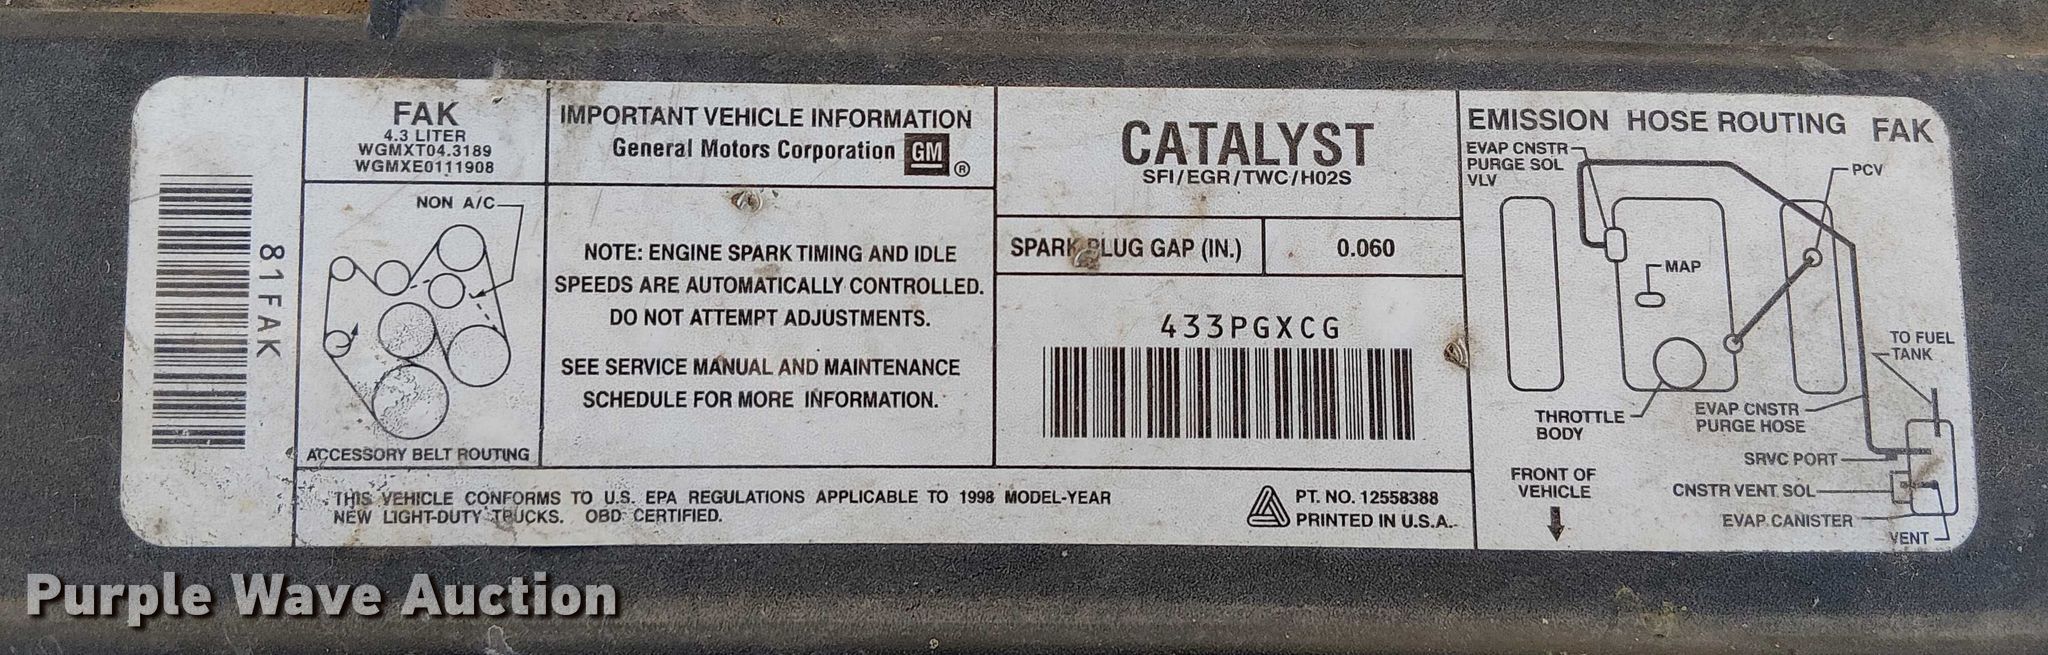 81FAK
FAK
4.3 LITER
WGMXT04.3189
WGMXE0111908
NON A/C
ACCESSORY BELT ROUTING
IMPORTANT VEHICLE INFORMATION
General Motors Corporation GM ®
NOTE: ENGINE SPARK TIMING AND IDLE
SPEEDS ARE AUTOMATICALLY CONTROLLED.
DO NOT ATTEMPT ADJUSTMENTS.
SEE SERVICE MANUAL AND MAINTENANCE
SCHEDULE FOR MORE INFORMATION.
CATALYST
SFI/EGR/TWC/HO2S
SPARK PLUG GAP (IN.) 0.060
433PGXCG
THIS VEHICLE CONFORMS TO U.S. EPA REGULATIONS APPLICABLE TO 1998 MODEL-YEAR
NEW LIGHT-DUTY TRUCKS. OBD CERTIFIED.
PT. NO. 12558388
PRINTED IN U.S.A.
EMISSION HOSE ROUTING FAK
EVAP CNSTR
PURGE SOL
VLV
PCV
MAP
TO FUEL
TANK
THROTTLE
BODY
EVAP CNSTR
PURGE HOSE
SRVC PORT
FRONT OF
VEHICLE
CNSTR VENT SOL
EVAP CANISTER
VENT
Purple Wave Auction